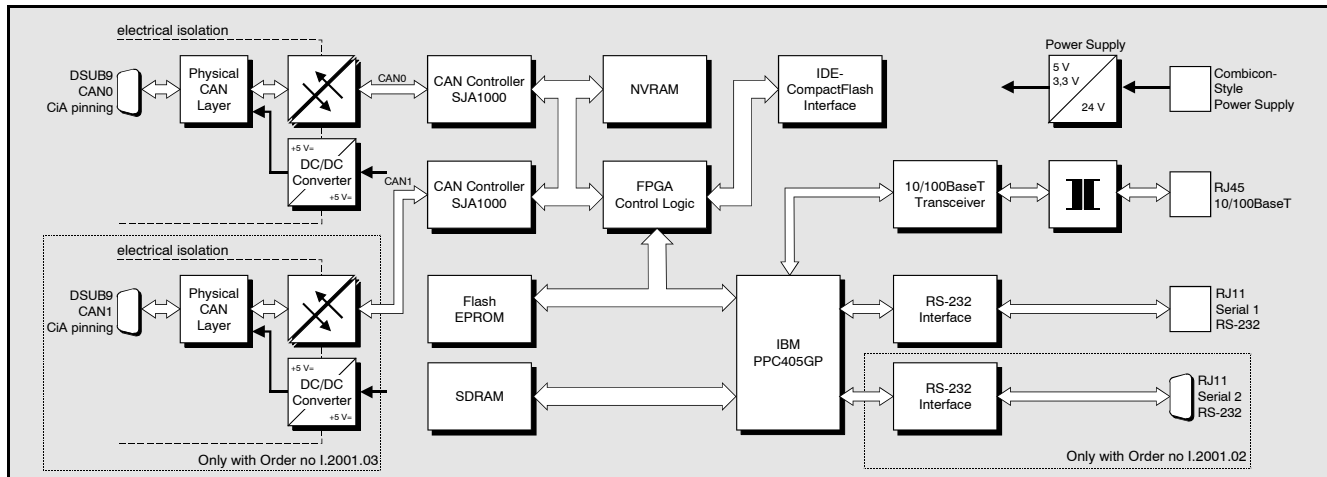 electrical isolation
DSUB9
CAN0
CiA pinning
Physical
CAN
Layer
CAN0
CAN Controller
SJA1000
NVRAM
IDE-
CompactFlash
Interface
Power Supply
5 V
3,3 V
24 V
Combicon-
Style
Power Supply
+5 V=
DC/DC
Converter
+5 V=
CAN1
CAN Controller
SJA1000
FPGA
Control Logic
10/100BaseT
Transceiver
RJ45
10/100BaseT
electrical isolation
DSUB9
CAN1
CiA pinning
Physical
CAN
Layer
Flash
EPROM
IBM
PPC405GP
RS-232
Interface
RJ11
Serial 1
RS-232
+5 V=
DC/DC
Converter
+5 V=
SDRAM
RS-232
Interface
RJ11
Serial 2
RS-232
Only with Order no I.2001.03
Only with Order no I.2001.02